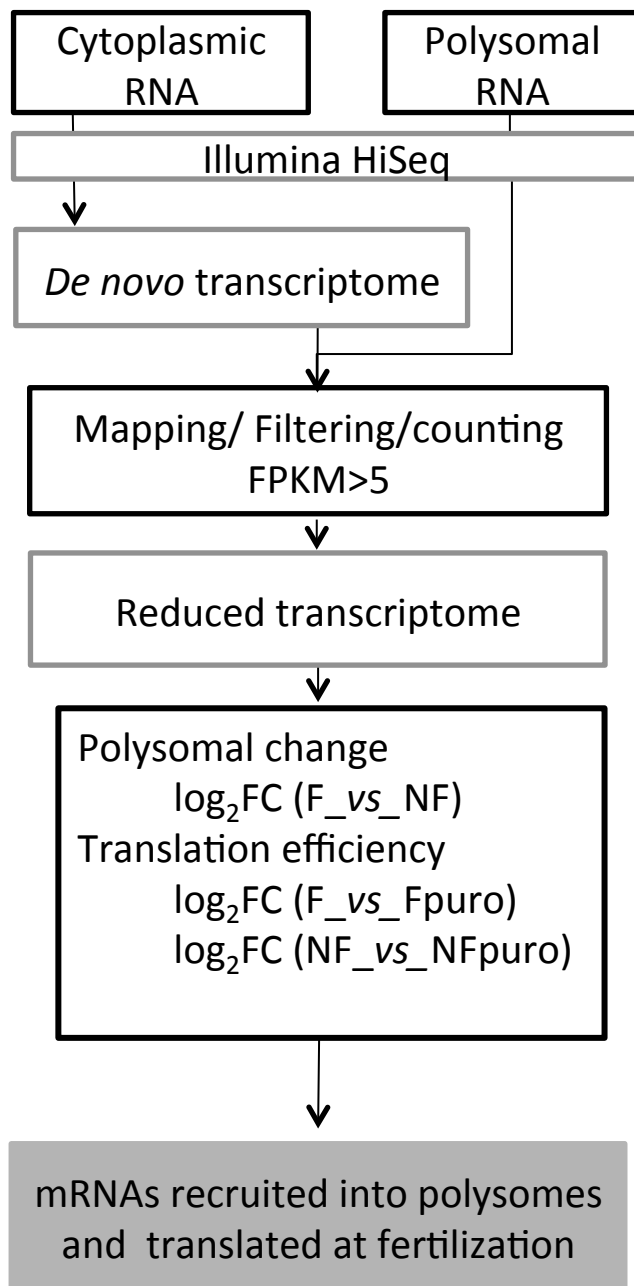 Cytoplasmic
RNA
Polysomal
RNA
Illumina HiSeq
De novo transcriptome
Mapping/ Filtering/counting
FPKM>5
Reduced transcriptome
Polysomal change
log₂FC (F_vs_NF)
Translation efficiency
log₂FC (F_vs_Fpuro)
log₂FC (NF_vs_NFpuro)
mRNAs recruited into polysomes
and translated at fertilization